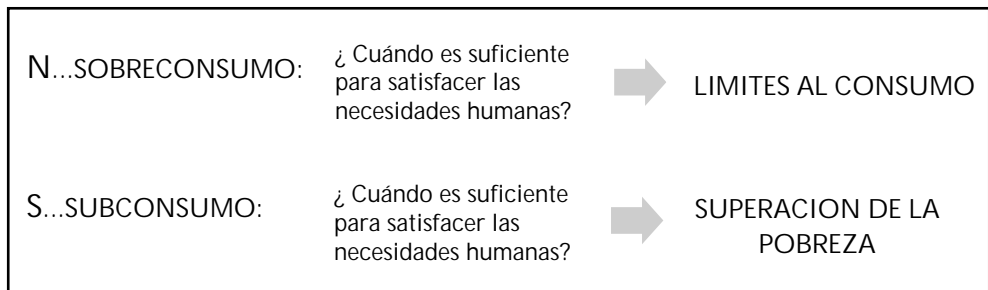 N...SOBRECONSUMO:
¿ Cuándo es suficiente
para satisfacer las
necesidades humanas?
LIMITES AL CONSUMO
S...SUBCONSUMO:
¿ Cuándo es suficiente
para satisfacer las
necesidades humanas?
SUPERACION DE LA
POBREZA